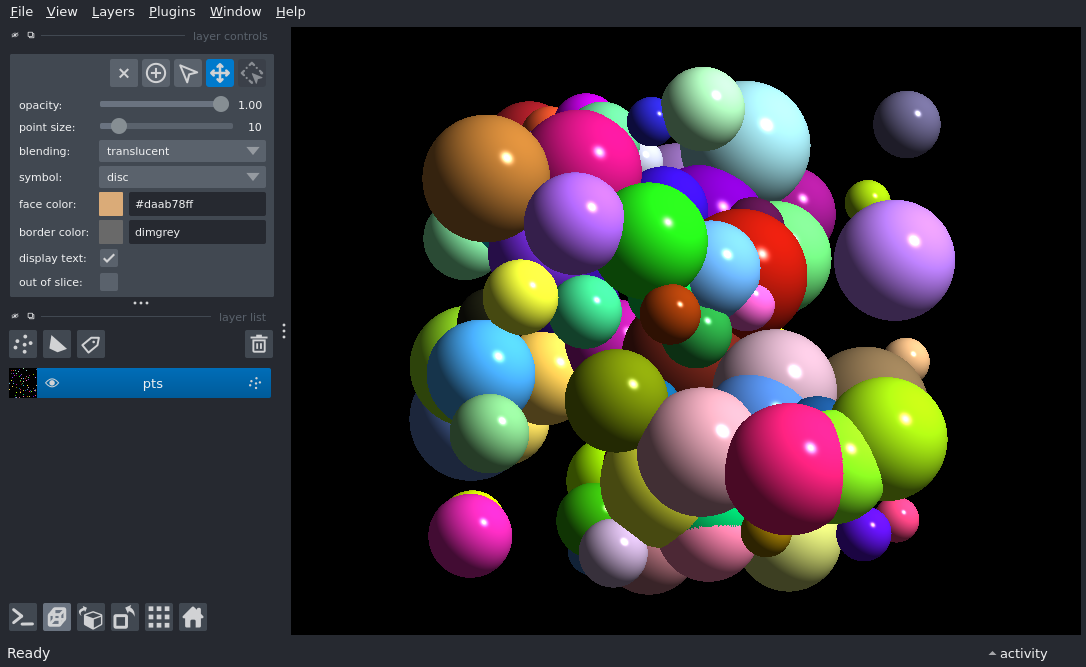 File View Layers Plugins Window Help
layer controls
opacity: 1.00
point size: 10
blending: translucent
symbol: disc
face color: #daab78ff
border color: dimgrey
display text:
out of slice:
layer list
pts
Ready
activity